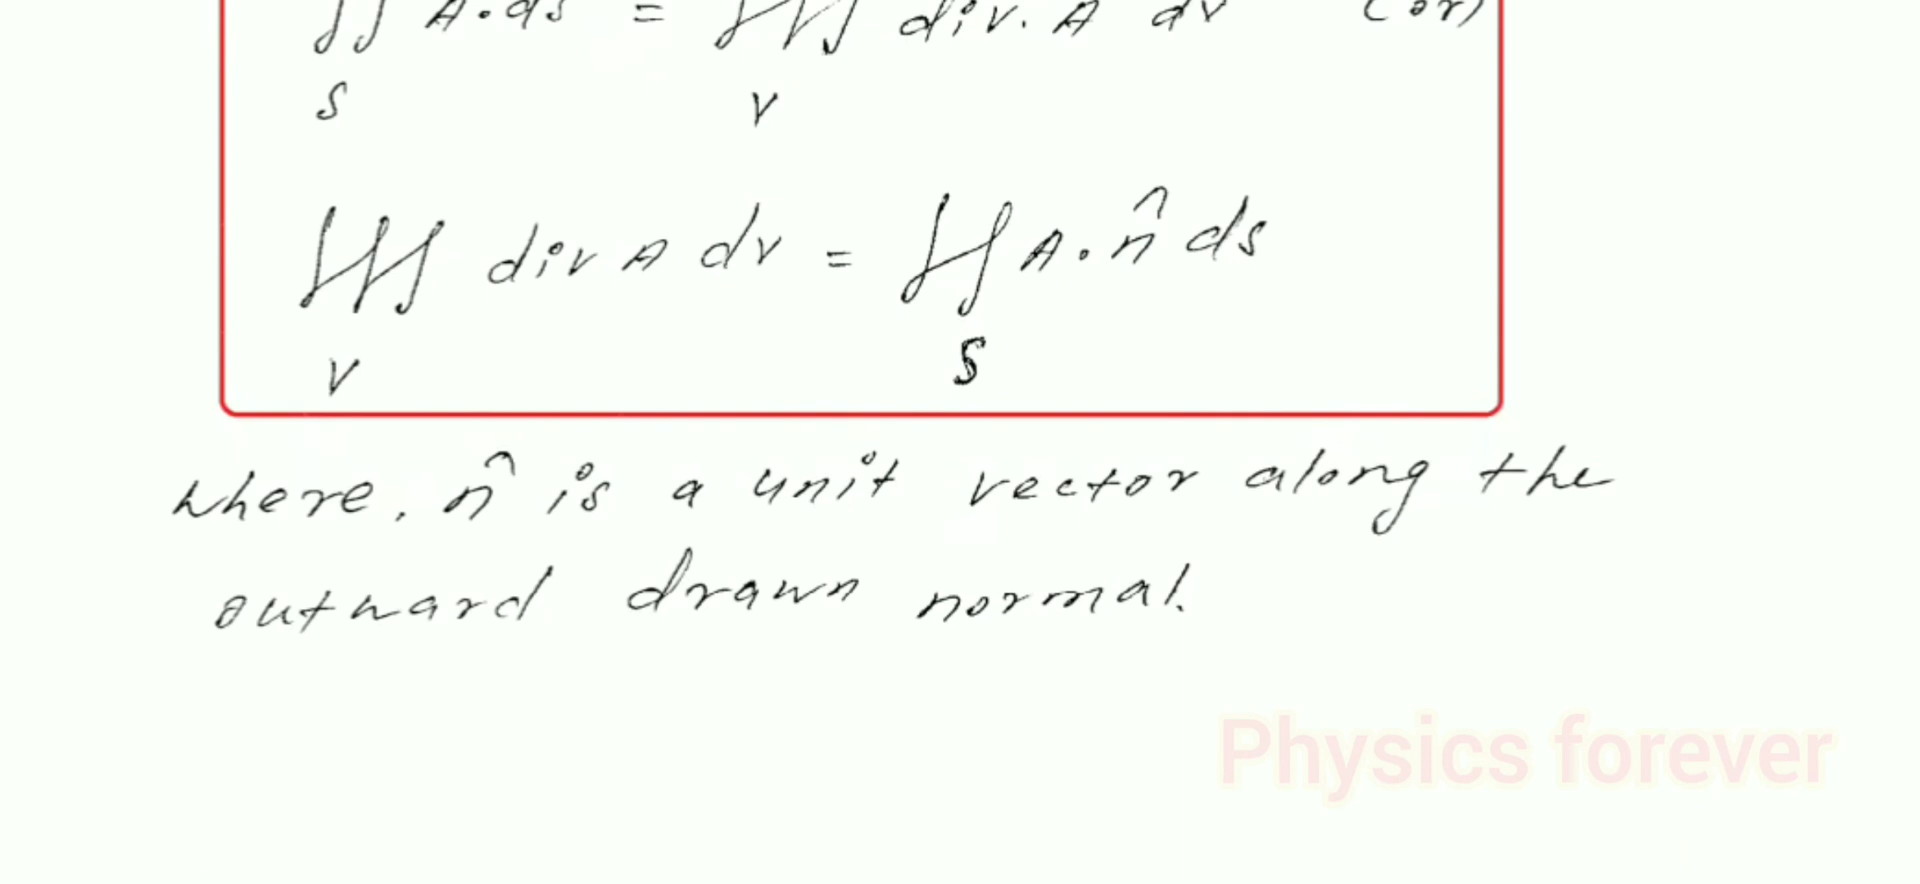 ∬ A.ds = ∭ div. A dv (or)
S V
∭ div A dv = ∬ A. n̂ ds
V S
where, n̂ is a unit vector along the
outward drawn normal.
Physics forever